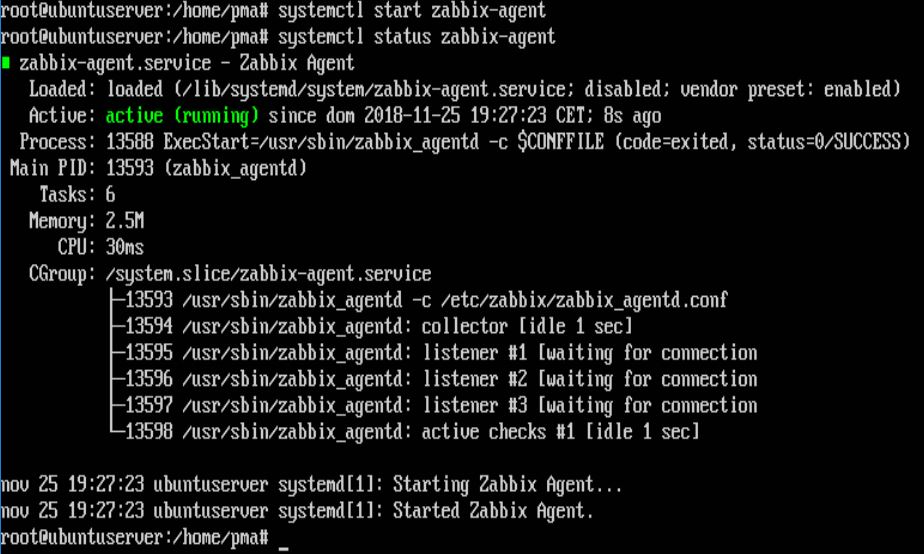 root@ubuntuserver:/home/pma# systemctl start zabbix-agent
root@ubuntuserver:/home/pma# systemctl status zabbix-agent
zabbix-agent.service - Zabbix Agent
Loaded: loaded (/lib/systemd/system/zabbix-agent.service; disabled; vendor preset: enabled)
Active: active (running) since dom 2018-11-25 19:27:23 CET; 8s ago
Process: 13588 ExecStart=/usr/sbin/zabbix_agentd -c $CONFFILE (code=exited, status=0/SUCCESS)
Main PID: 13593 (zabbix_agentd)
Tasks: 6
Memory: 2.5M
CPU: 30ms
CGroup: /system.slice/zabbix-agent.service
├─13593 /usr/sbin/zabbix_agentd -c /etc/zabbix/zabbix_agentd.conf
├─13594 /usr/sbin/zabbix_agentd: collector [idle 1 sec]
├─13595 /usr/sbin/zabbix_agentd: listener #1 [waiting for connection
├─13596 /usr/sbin/zabbix_agentd: listener #2 [waiting for connection
├─13597 /usr/sbin/zabbix_agentd: listener #3 [waiting for connection
└─13598 /usr/sbin/zabbix_agentd: active checks #1 [idle 1 sec]
nov 25 19:27:23 ubuntuserver systemd[1]: Starting Zabbix Agent...
nov 25 19:27:23 ubuntuserver systemd[1]: Started Zabbix Agent.
root@ubuntuserver:/home/pma# _